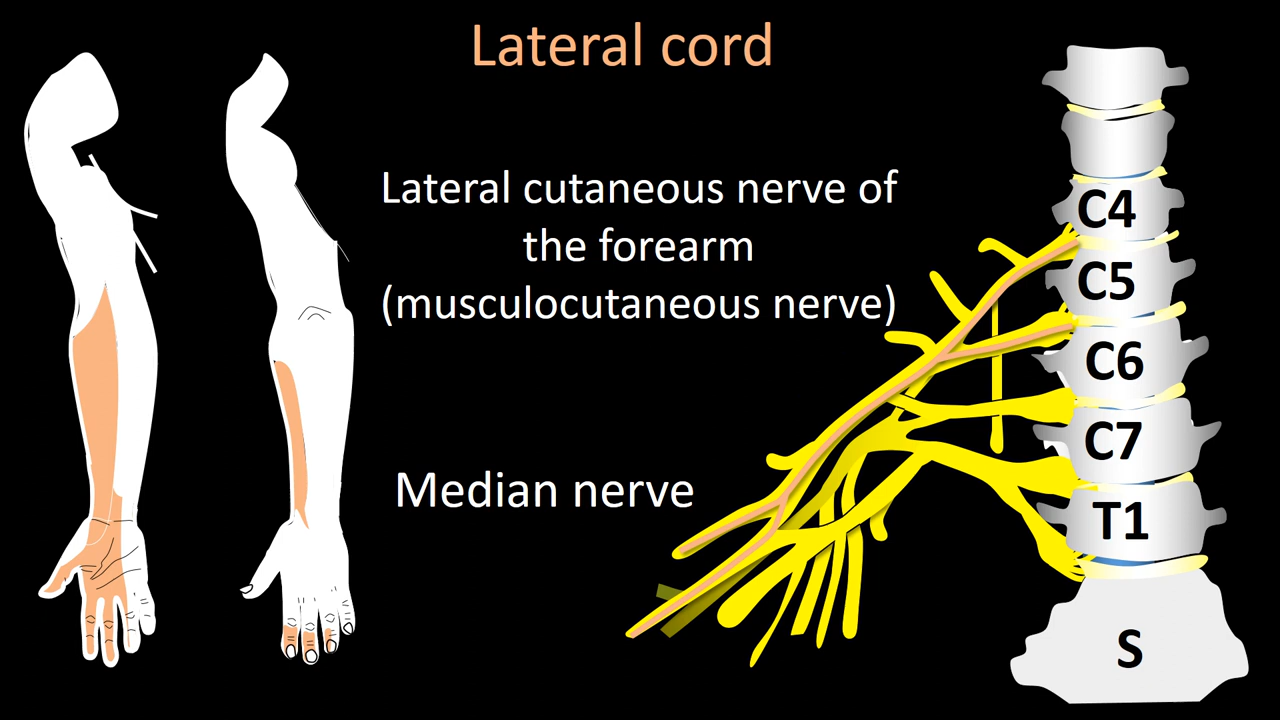 Lateral cord
Lateral cutaneous nerve of
the forearm
(musculocutaneous nerve)
Median nerve
C4
C5
C6
C7
T1
S